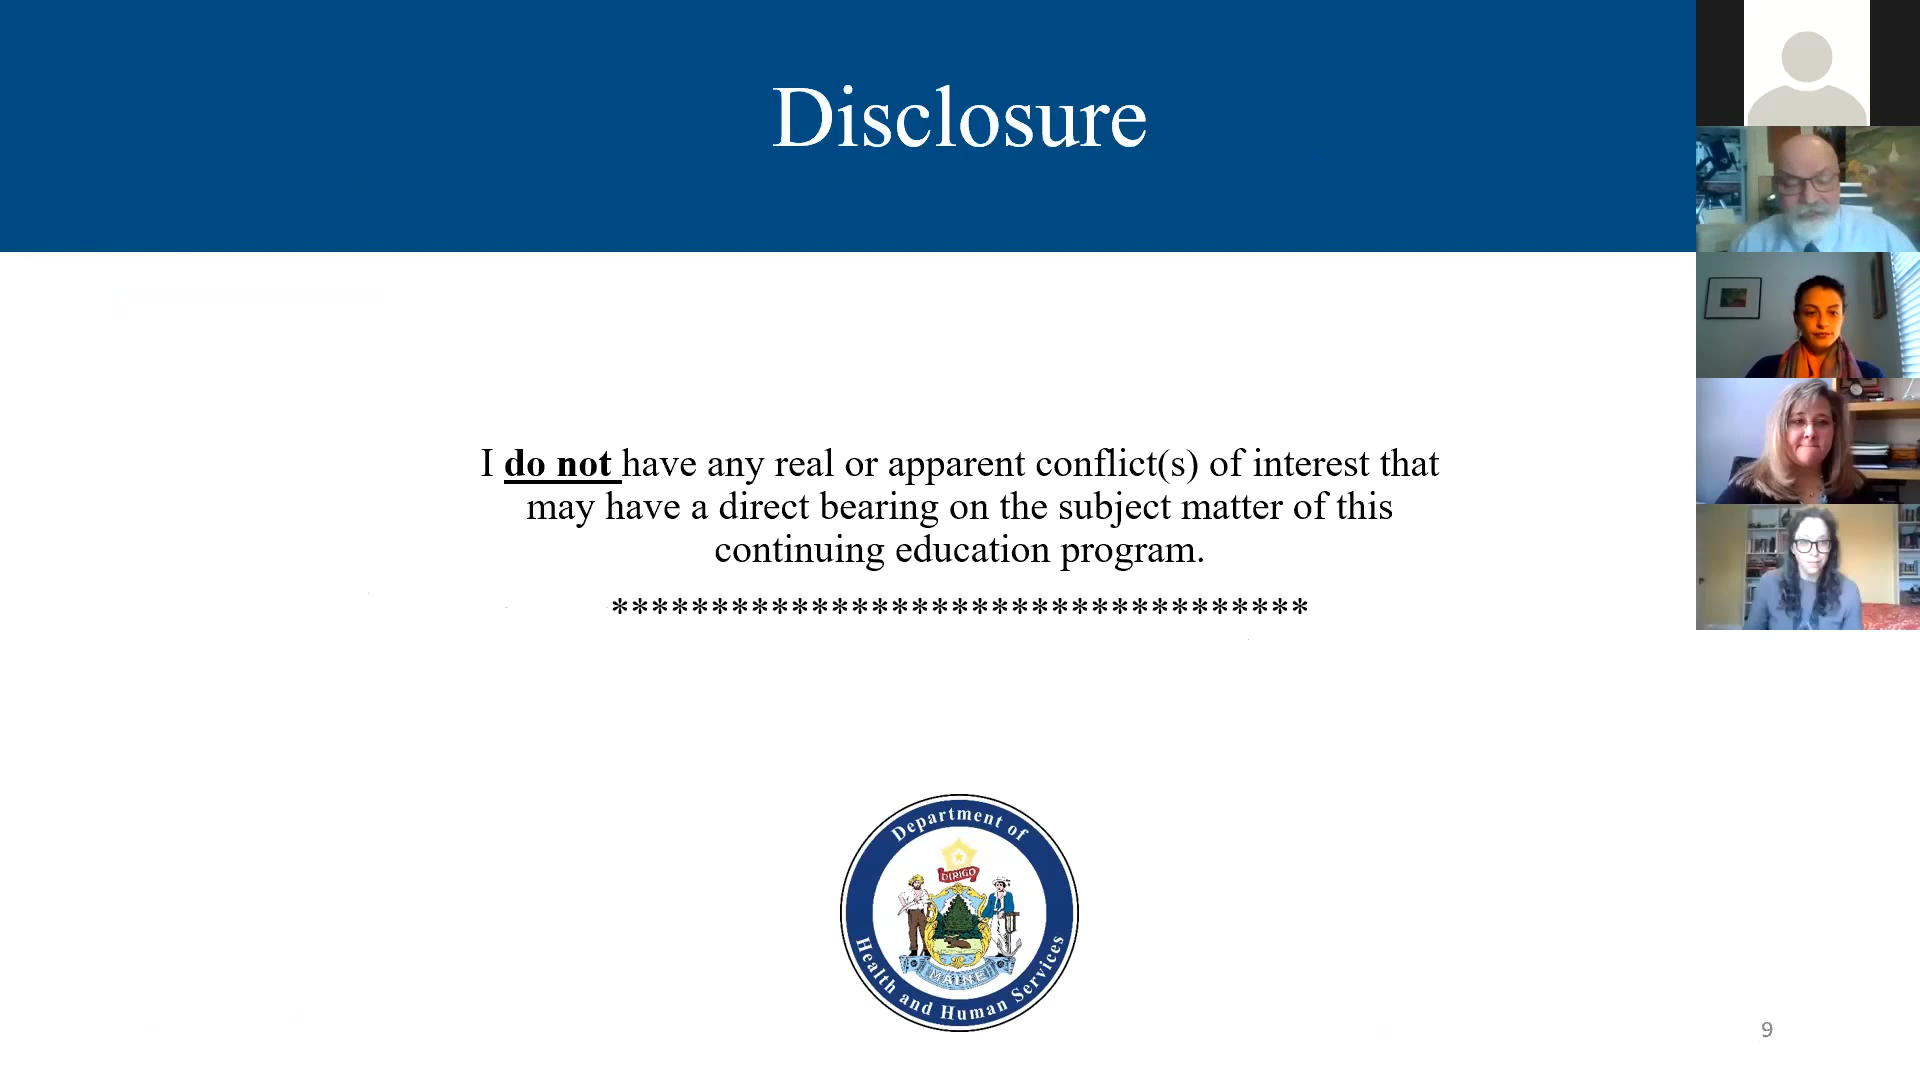 Disclosure
I do not have any real or apparent conflict(s) of interest that
may have a direct bearing on the subject matter of this
continuing education program.
***********************************
Department of
DIRIGO
MAINE
Health and Human Services
9